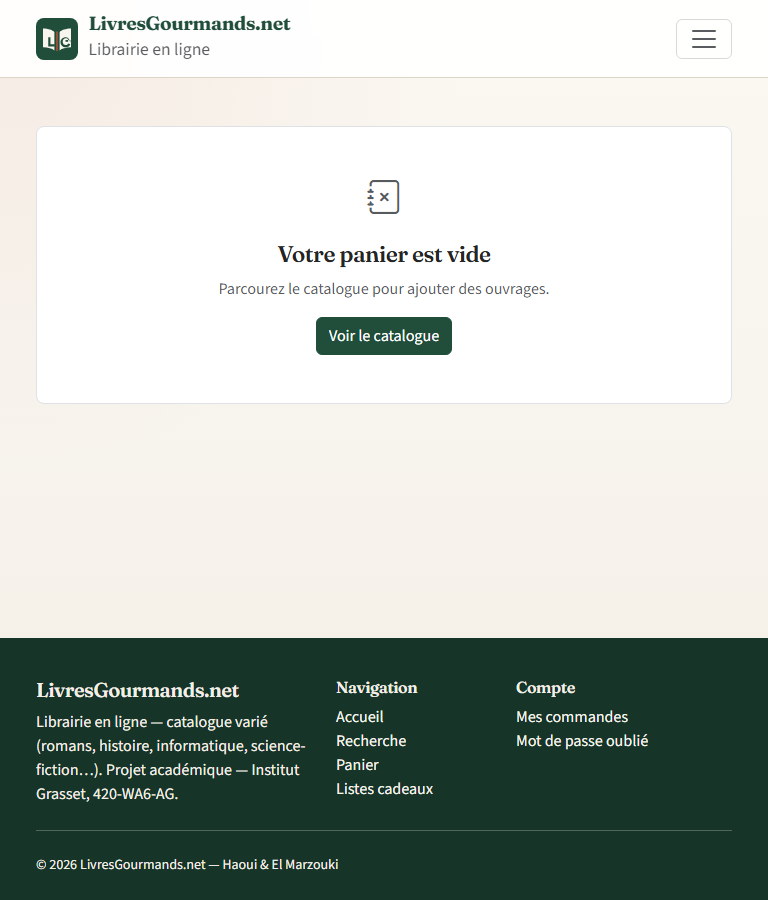 LivresGourmands.net
Librairie en ligne
Votre panier est vide
Parcourez le catalogue pour ajouter des ouvrages.
Voir le catalogue
LivresGourmands.net
Librairie en ligne — catalogue varié
(romans, histoire, informatique, science-
fiction…). Projet académique — Institut
Grasset, 420-WA6-AG.
Navigation
Accueil
Recherche
Panier
Listes cadeaux
Compte
Mes commandes
Mot de passe oublié
© 2026 LivresGourmands.net — Haoui & El Marzouki